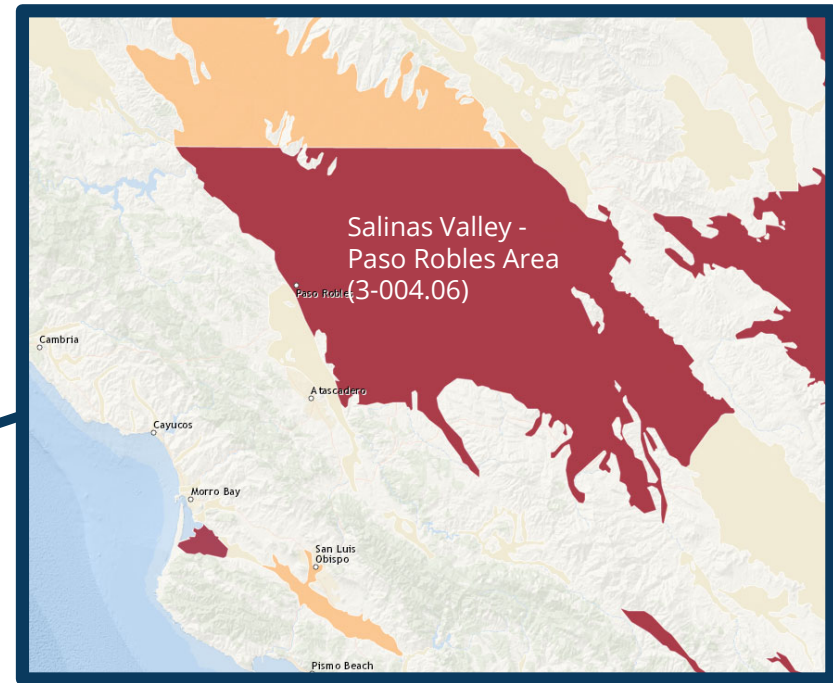 Salinas Valley -
Paso Robles Area
(3-004.06)
Paso Robles
Cambria
Atascadero
Cayucos
Morro Bay
San Luis
Obispo
Pismo Beach